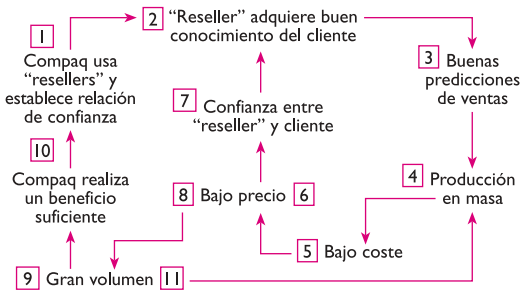 1
Compaq usa
“resellers” y
establece relación
de confianza
2 “Reseller” adquiere buen
conocimiento del cliente
3 Buenas
predicciones
de ventas
4 Producción
en masa
5 Bajo coste
8 Bajo precio 6
7 Confianza entre
“reseller” y cliente
9 Gran volumen 11
10
Compaq realiza
un beneficio
suficiente